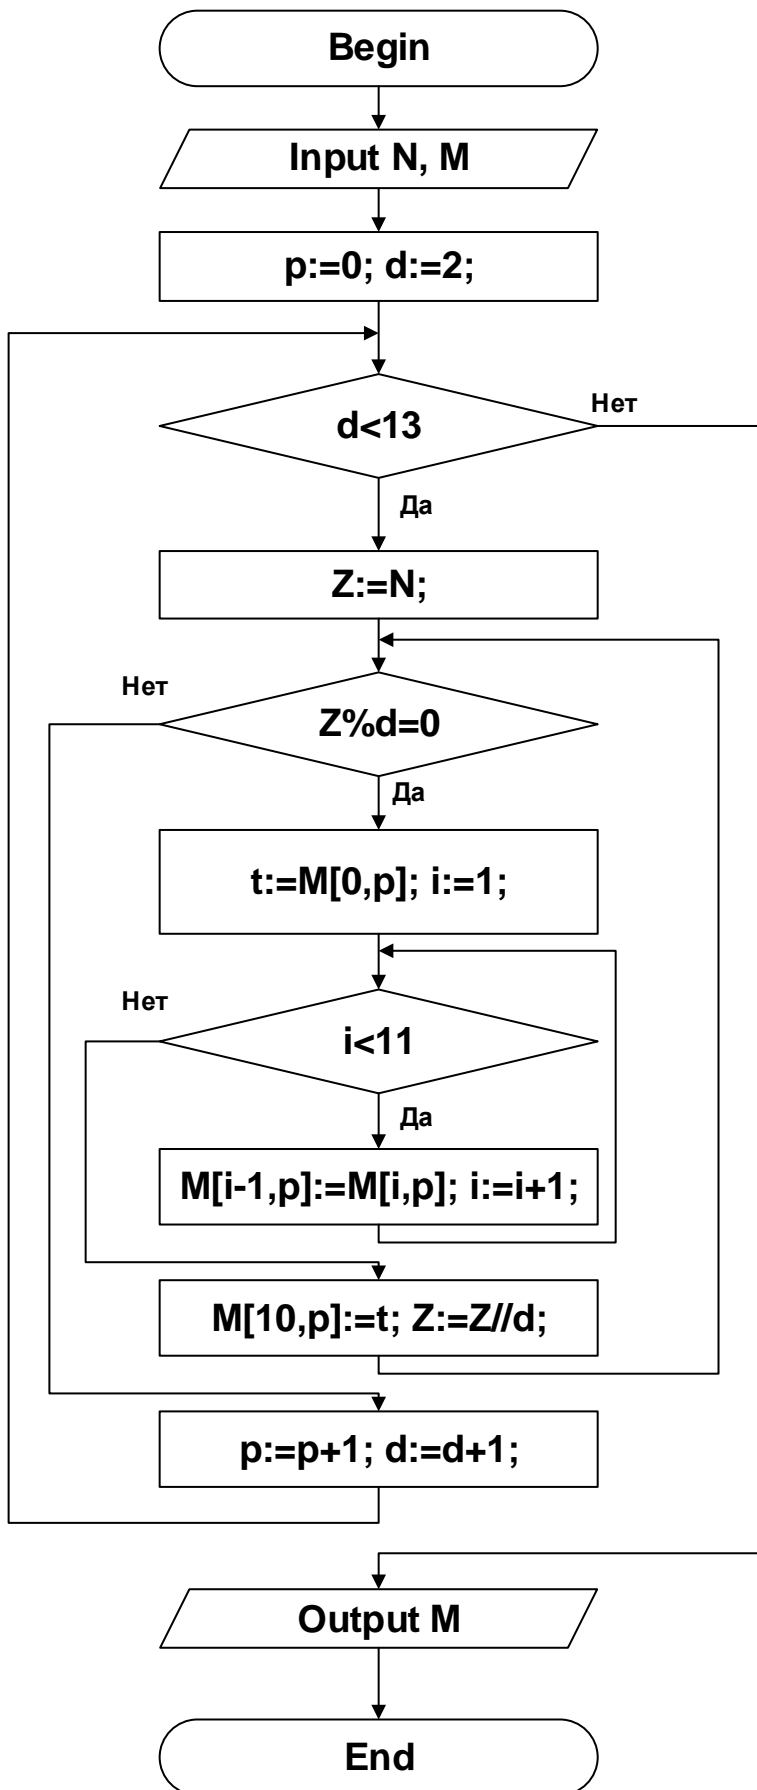 Begin
Input N, M
p:=0; d:=2;
d<13
Нет
Да
Z:=N;
Нет
Z%d=0
Да
t:=M[0,p]; i:=1;
Нет
i<11
Да
M[i-1,p]:=M[i,p]; i:=i+1;
M[10,p]:=t; Z:=Z//d;
p:=p+1; d:=d+1;
Output M
End